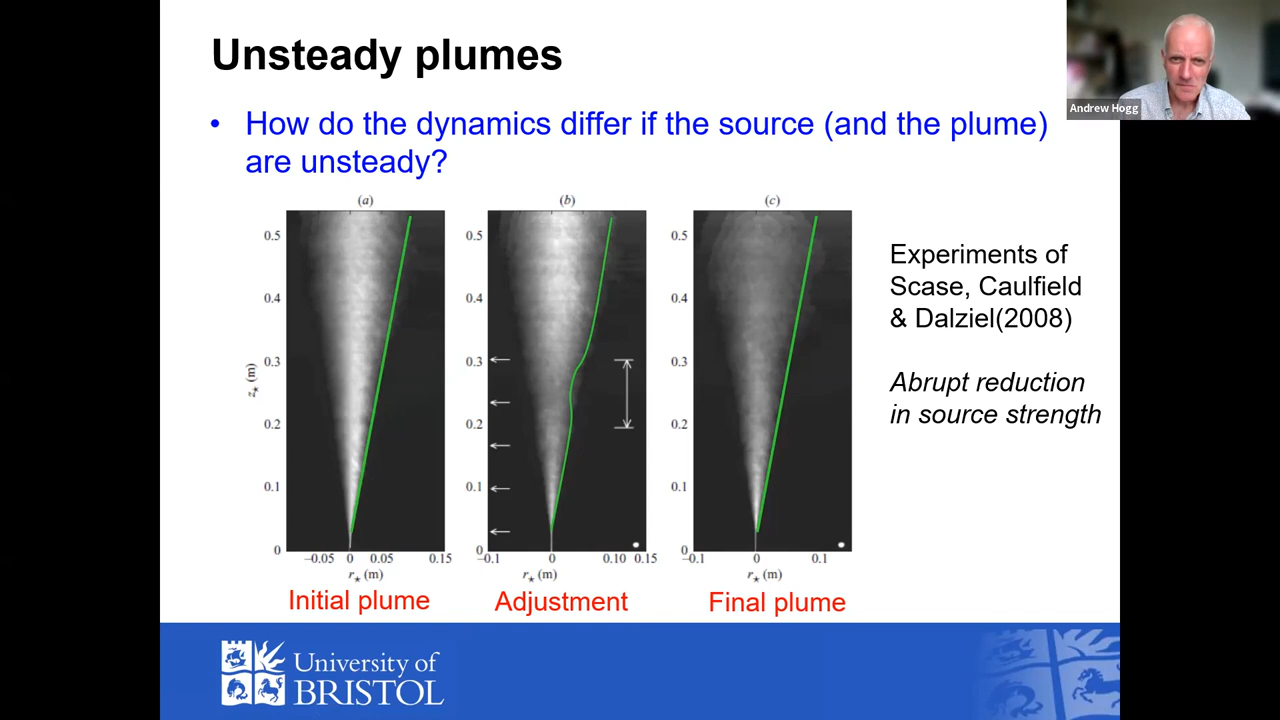 Unsteady plumes
Andrew Hogg
• How do the dynamics differ if the source (and the plume)
are unsteady?
(a)
(b)
(c)
0.5
0.4
0.3
0.2
0.1
0
z⋆ (m)
−0.05 0 0.05 0.15
r⋆ (m)
0.5
0.4
0.3
0.2
0.1
0
−0.1 0 0.10 0.15
r⋆ (m)
0.5
0.4
0.3
0.2
0.1
0
−0.1 0 0.1
r⋆ (m)
Experiments of
Scase, Caulfield
& Dalziel(2008)
Abrupt reduction
in source strength
Initial plume
Adjustment
Final plume
University of
BRISTOL